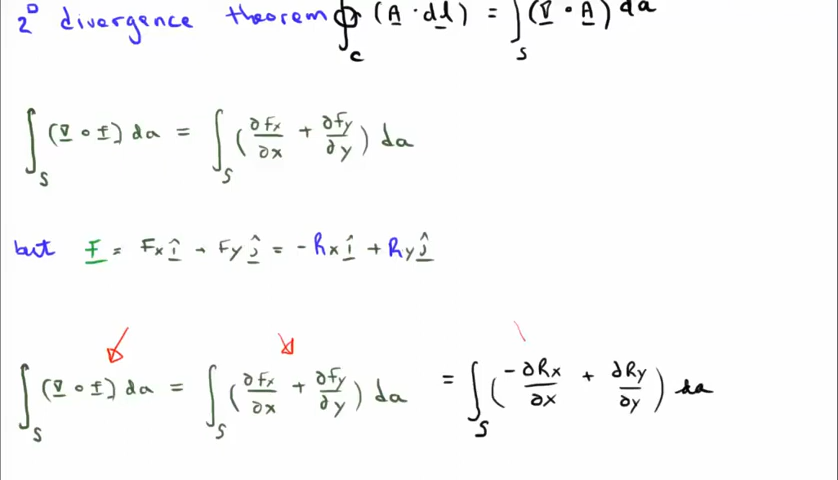 2D divergence theorem ∮_C (A · dl) = ∫_S (∇ ∘ A) da
∫_S (∇ ∘ F) da = ∫_S (∂Fx/∂x + ∂Fy/∂y) da
but F = Fx î - Fy ĵ = -Rx î + Ry ĵ
∫_S (∇ ∘ F) da = ∫_S (∂Fx/∂x + ∂Fy/∂y) da = ∫_S (-∂Rx/∂x + ∂Ry/∂y) da